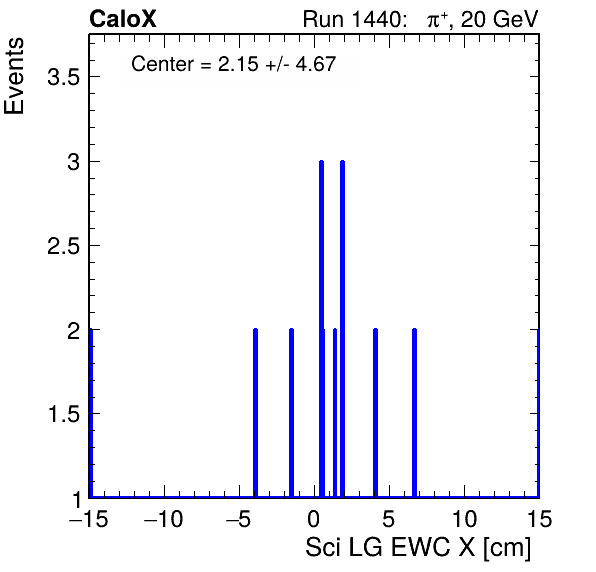 CaloX Run 1440: π⁺, 20 GeV
Center = 2.15 +/- 4.67
Events
3.5
3
2.5
2
1.5
1
−15 −10 −5 0 5 10 15
Sci LG EWC X [cm]